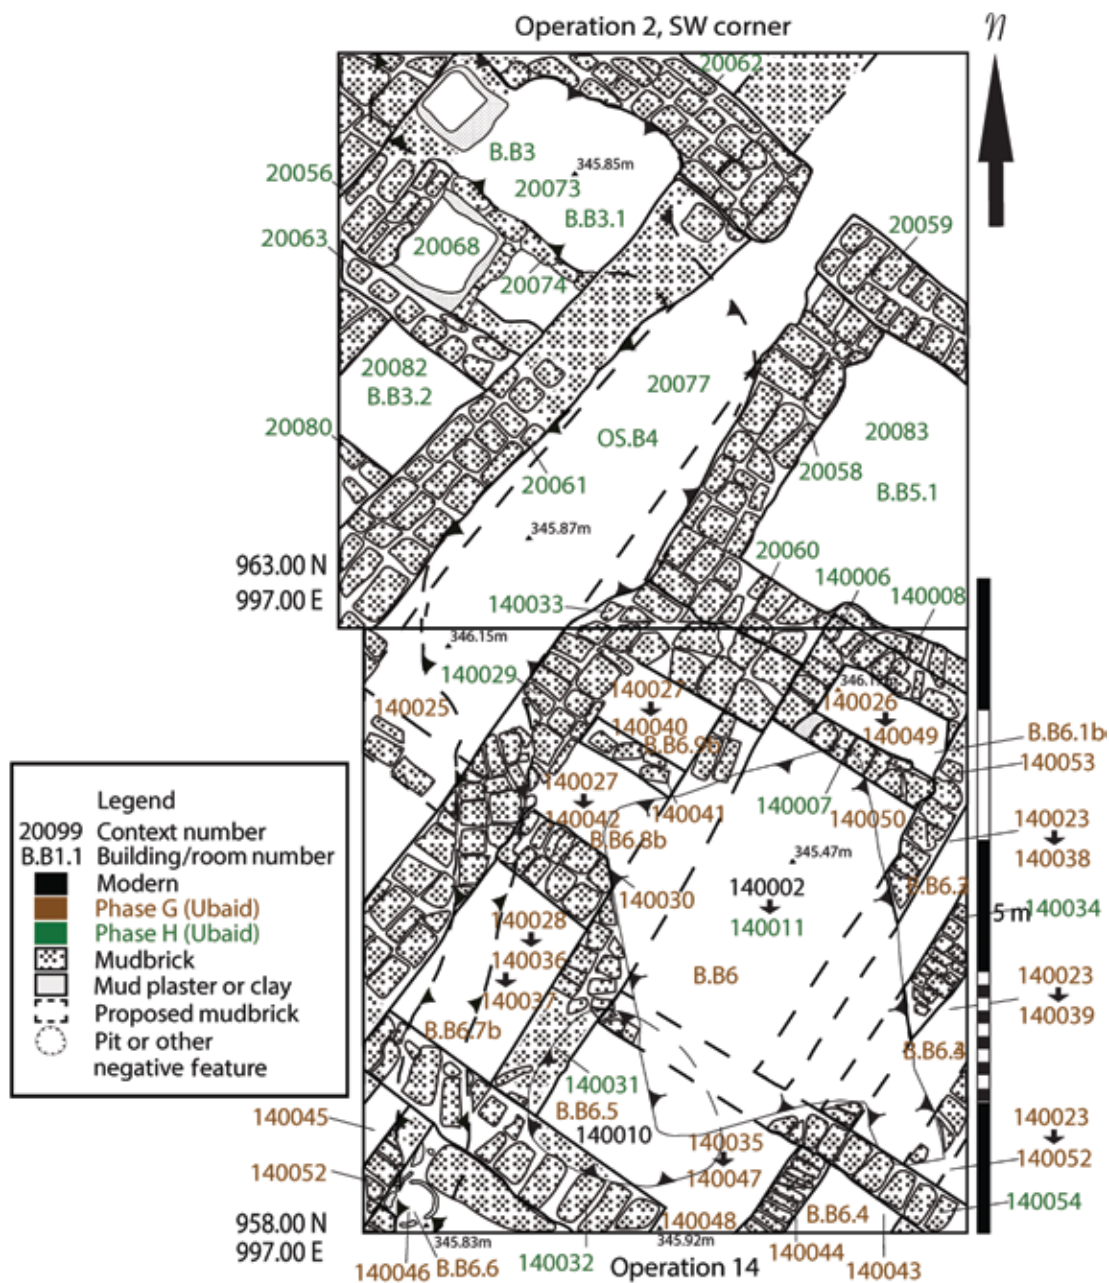 Operation 2, SW corner
n
20062
B.B3
345.85m
20056
20073
B.B3.1
20063
20068
20059
20074
20082
B.B3.2
20077
20080
OS.B4
20083
20061
20058
B.B5.1
345.87m
20060
963.00 N
997.00 E
140006
140008
140033
346.15m
140029
140027
140026
140025
140040
140049
B.B6.1b
B.B6.9b
140053
140027
140007
140041
140050
140023
140042
B.B6.8b
345.47m
140038
140002
140030
140011
140028
140034
5 m
140036
B.B6
140023
140037
140039
B.B6.7b
140031
B.B6.5
140010
140045
140035
140023
140052
140047
140052
140054
140048
B.B6.4
958.00 N
997.00 E
345.83m
345.92m
140046
B.B6.6
140032
Operation 14
140044
140043
Legend
20099 Context number
B.B1.1 Building/room number
Modern
Phase G (Ubaid)
Phase H (Ubaid)
Mudbrick
Mud plaster or clay
Proposed mudbrick
Pit or other
negative feature